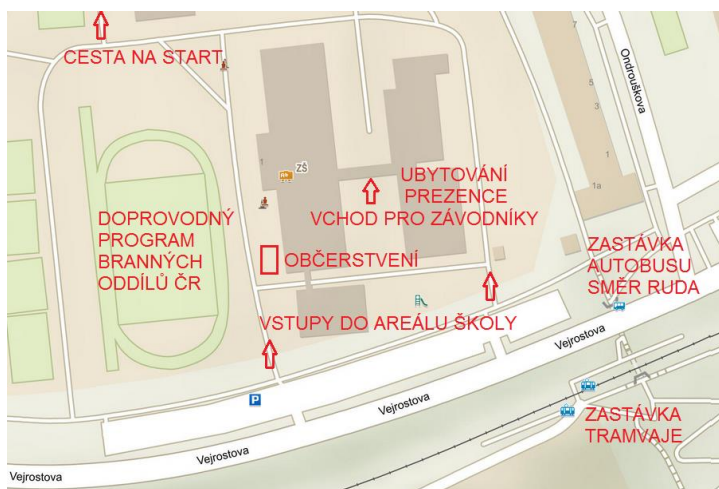 CESTA NA START
Ondrouškova
7
5
3
1
1a
1
ZŠ
UBYTOVÁNÍ
PREZENCE
VCHOD PRO ZÁVODNÍKY
DOPROVODNÝ
PROGRAM
BRANNÝCH
ODDÍLŮ ČR
OBČERSTVENÍ
ZASTÁVKA
AUTOBUSU
SMĚR RUDA
VSTUPY DO AREÁLU ŠKOLY
Vejrostova
P
Vejrostova
ZASTÁVKA
TRAMVAJE
Vejrostova
Vejrostova